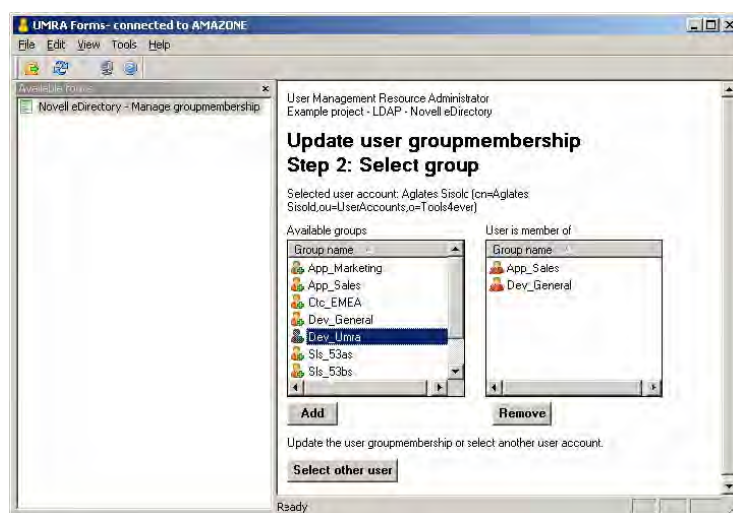 UMRA Forms- connected to AMAZONE
File Edit View Tools Help
Available forms
Novell eDirectory - Manage groupmembership
User Management Resource Administrator
Example project - LDAP - Novell eDirectory
Update user groupmembership
Step 2: Select group
Selected user account: Aglates Sisolc (cn=Aglates
Sisold,ou=UserAccounts,o=Tools4ever)
Available groups
Group name
App_Marketing
App_Sales
Ctc_EMEA
Dev_General
Dev_Umra
Sls_53as
Sls_53bs
Add
User is member of
Group name
App_Sales
Dev_General
Remove
Update the user groupmembership or select another user account.
Select other user
Ready